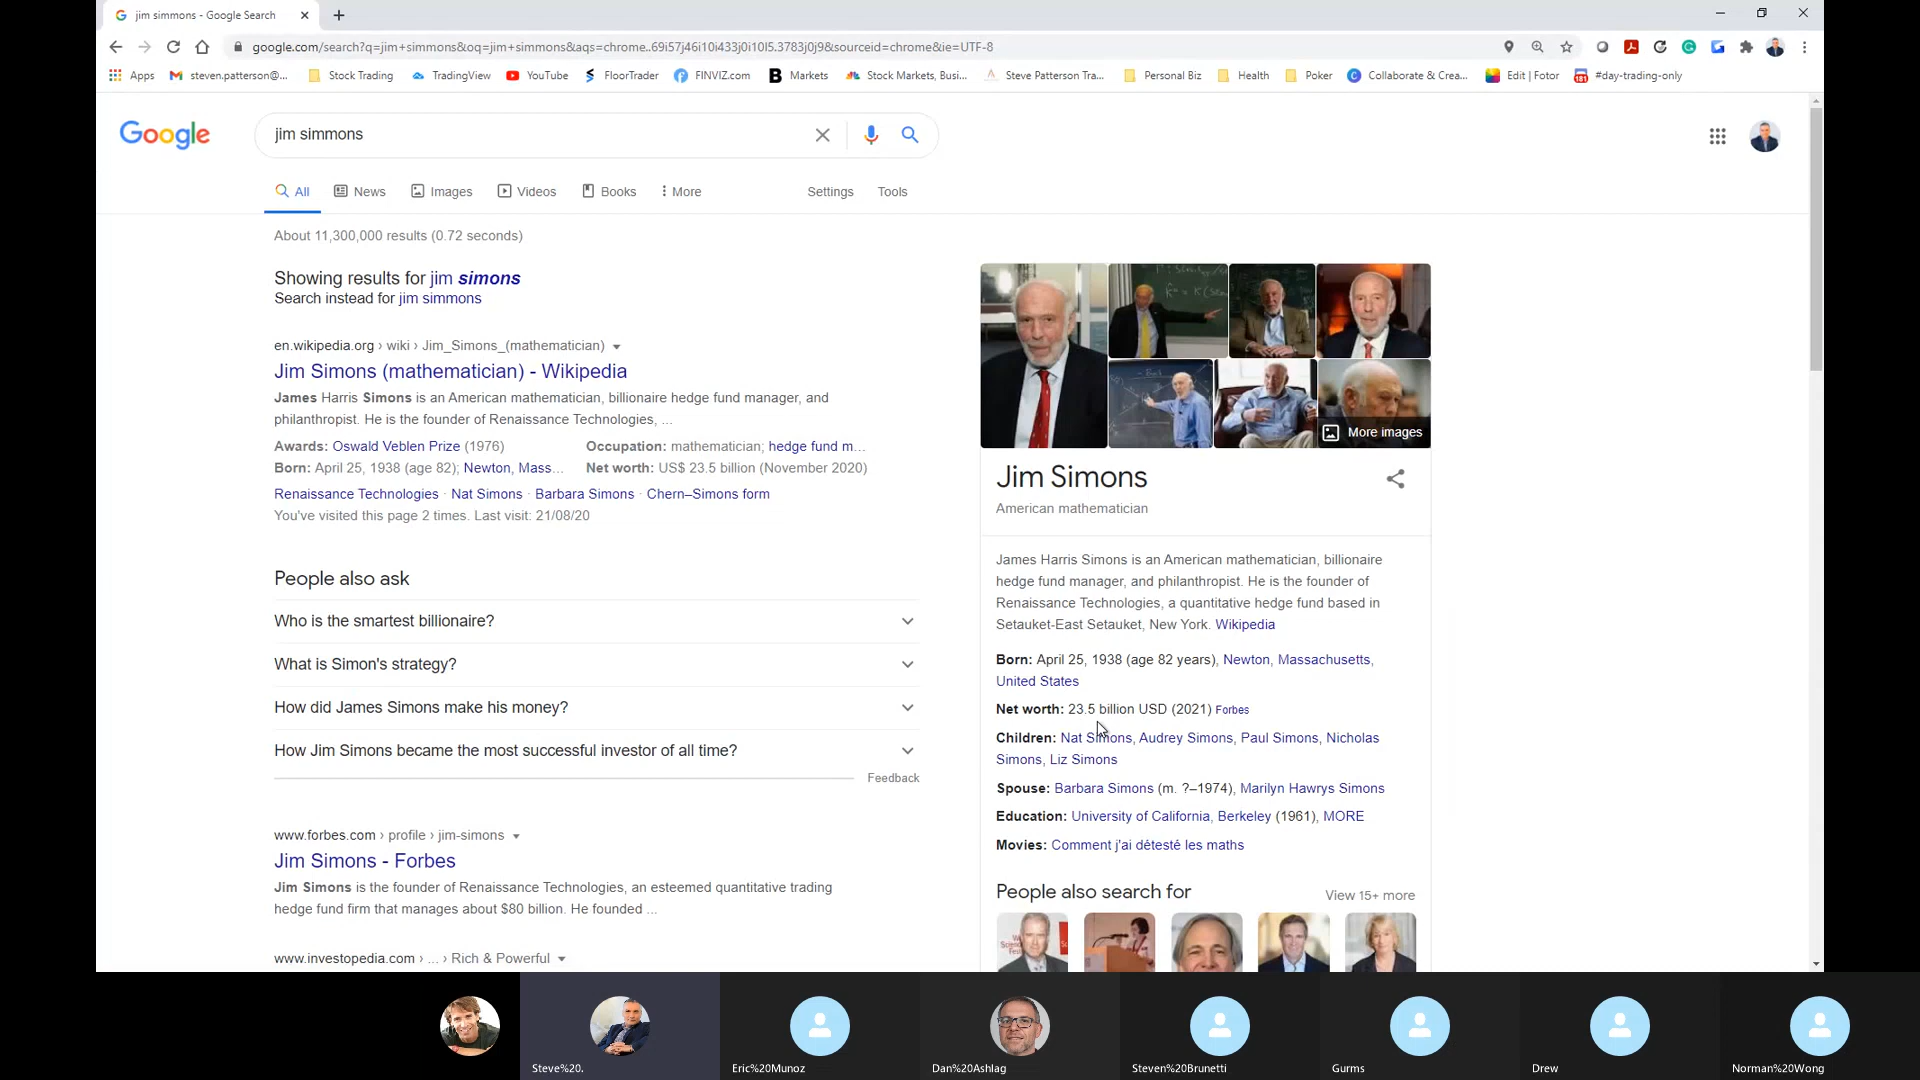 jim simmons - Google Search
google.com/search?q=jim+simmons&oq=jim+simmons&aqs=chrome..69i57j46i10i433j0i10l5.3783j0j9&sourceid=chrome&ie=UTF-8
Apps steven.patterson@... Stock Trading TradingView YouTube FloorTrader FINVIZ.com Markets Stock Markets, Busi... Steve Patterson Tra... Personal Biz Health Poker Collaborate & Crea... Edit | Fotor #day-trading-only
Google jim simmons
All News Images Videos Books More Settings Tools
About 11,300,000 results (0.72 seconds)
Showing results for jim simons
Search instead for jim simmons
en.wikipedia.org › wiki › Jim_Simons_(mathematician)
Jim Simons (mathematician) - Wikipedia
James Harris Simons is an American mathematician, billionaire hedge fund manager, and
philanthropist. He is the founder of Renaissance Technologies, ...
Awards: Oswald Veblen Prize (1976) Occupation: mathematician; hedge fund m...
Born: April 25, 1938 (age 82); Newton, Mass... Net worth: US$ 23.5 billion (November 2020)
Renaissance Technologies · Nat Simons · Barbara Simons · Chern–Simons form
You've visited this page 2 times. Last visit: 21/08/20
People also ask
Who is the smartest billionaire?
What is Simon's strategy?
How did James Simons make his money?
How Jim Simons became the most successful investor of all time?
Feedback
www.forbes.com › profile › jim-simons
Jim Simons - Forbes
Jim Simons is the founder of Renaissance Technologies, an esteemed quantitative trading
hedge fund firm that manages about $80 billion. He founded ...
www.investopedia.com › ... › Rich & Powerful
More images
Jim Simons
American mathematician
James Harris Simons is an American mathematician, billionaire
hedge fund manager, and philanthropist. He is the founder of
Renaissance Technologies, a quantitative hedge fund based in
Setauket-East Setauket, New York. Wikipedia
Born: April 25, 1938 (age 82 years), Newton, Massachusetts,
United States
Net worth: 23.5 billion USD (2021) Forbes
Children: Nat Simons, Audrey Simons, Paul Simons, Nicholas
Simons, Liz Simons
Spouse: Barbara Simons (m. ?–1974), Marilyn Hawrys Simons
Education: University of California, Berkeley (1961), MORE
Movies: Comment j'ai détesté les maths
People also search for View 15+ more
Steve%20. Eric%20Munoz Dan%20Ashlag Steven%20Brunetti Gurms Drew Norman%20Wong